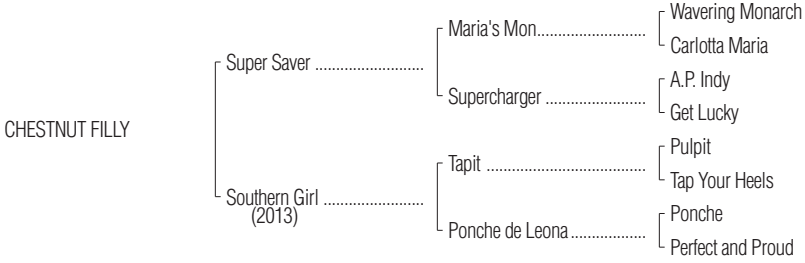 Wavering Monarch
Maria's Mon..........................
Carlotta Maria
Super Saver ..........................
A.P. Indy
Supercharger ........................
Get Lucky
CHESTNUT FILLY
Pulpit
Tapit ......................................
Tap Your Heels
Southern Girl ........................
(2013)
Ponche
Ponche de Leona..................
Perfect and Proud